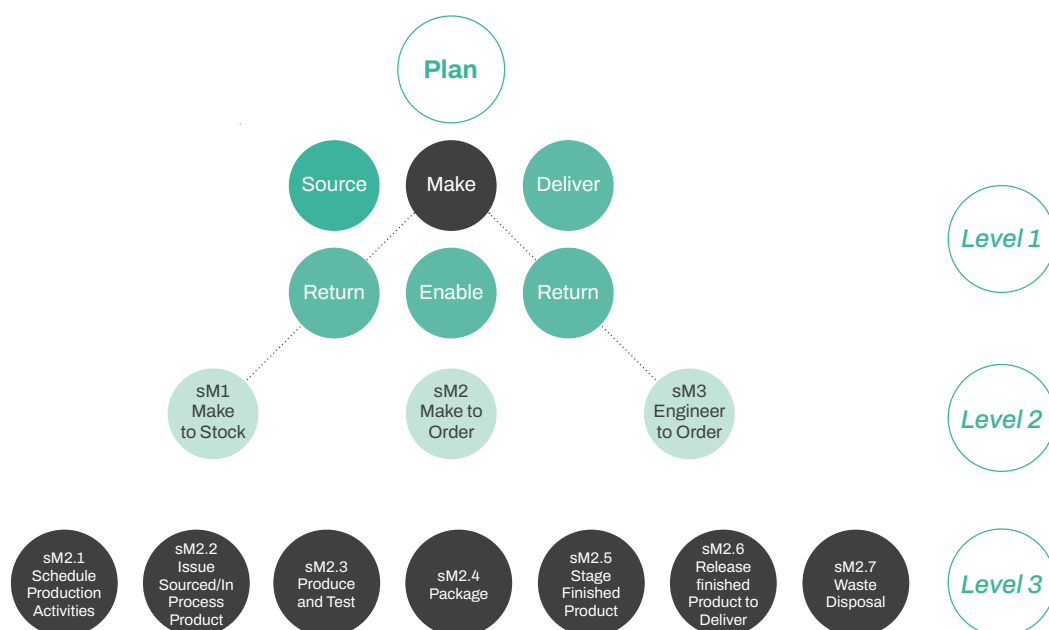 Plan
Source
Make
Deliver
Level 1
Return
Enable
Return
sM1
Make
to Stock
sM2
Make to
Order
sM3
Engineer
to Order
Level 2
sM2.1
Schedule
Production
Activities
sM2.2
Issue
Sourced/In
Process
Product
sM2.3
Produce
and Test
sM2.4
Package
sM2.5
Stage
Finished
Product
sM2.6
Release
finished
Product to
Deliver
sM2.7
Waste
Disposal
Level 3